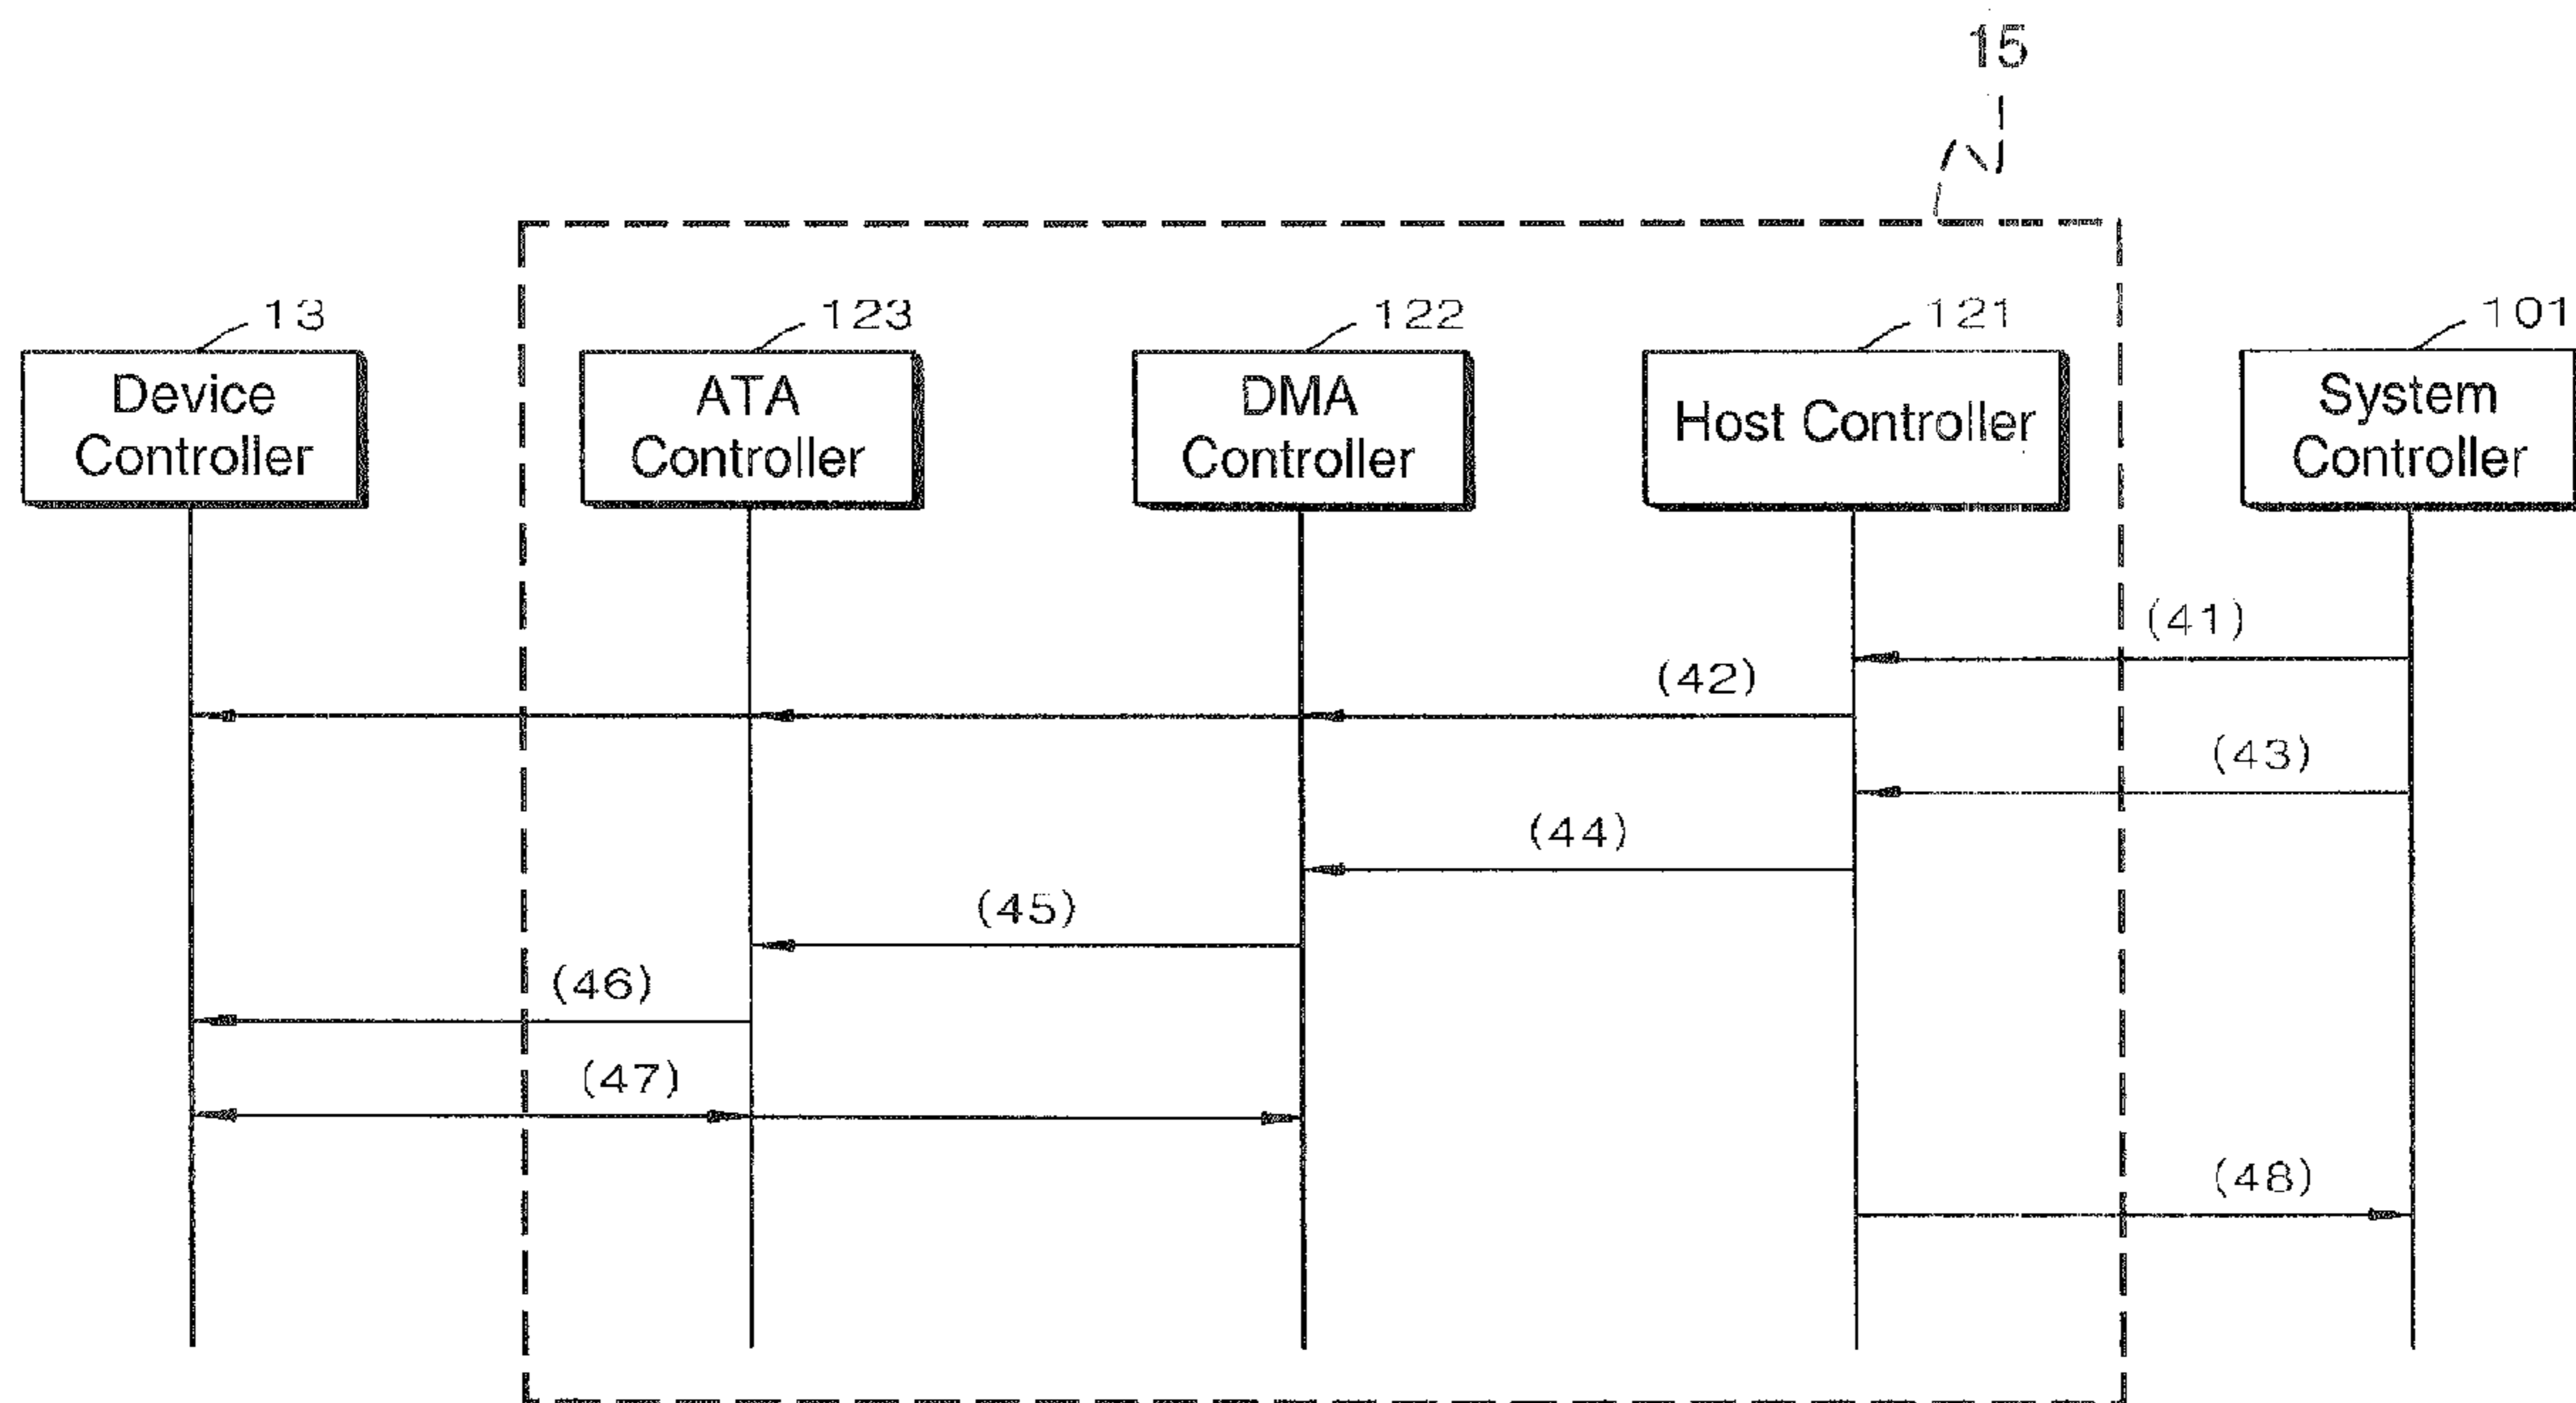 15
13
123
122
121
101
Device
Controller
ATA
Controller
DMA
Controller
Host Controller
System
Controller
(41)
(42)
(43)
(44)
(45)
(46)
(47)
(48)